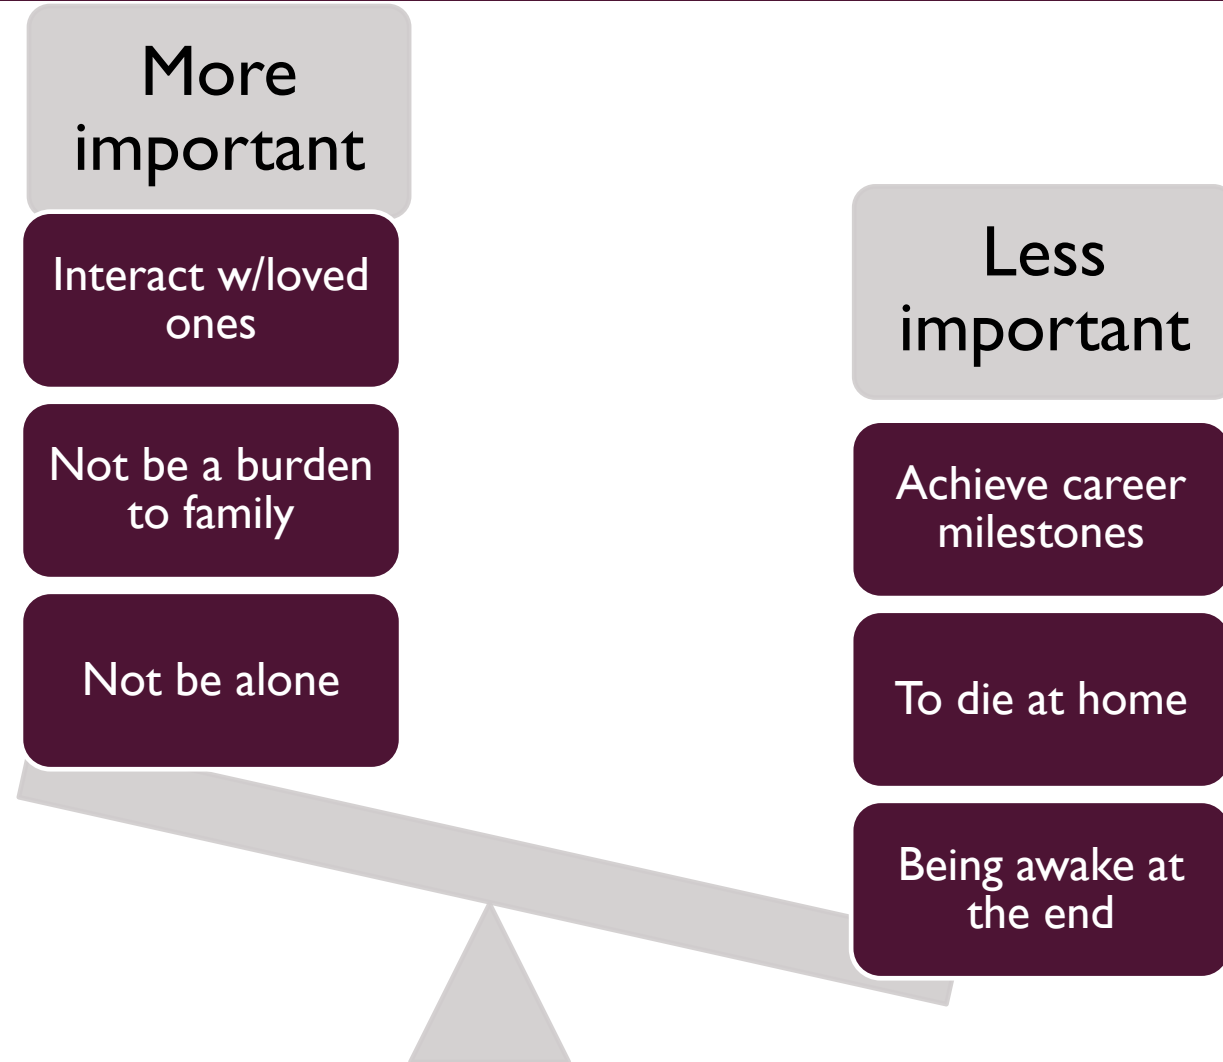 More
important
Interact w/loved
ones
Not be a burden
to family
Not be alone
Less
important
Achieve career
milestones
To die at home
Being awake at
the end